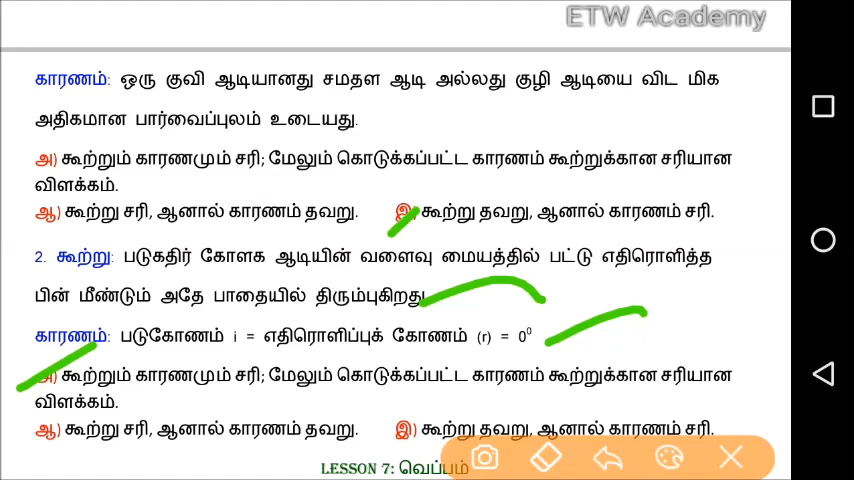 ETW Academy
காரணம்: ஒரு குவி ஆடியானது சமதள ஆடி அல்லது குழி ஆடியை விட மிக
அதிகமான பார்வைப்புலம் உடையது.
அ) கூற்றும் காரணமும் சரி; மேலும் கொடுக்கப்பட்ட காரணம் கூற்றுக்கான சரியான
விளக்கம்.
ஆ) கூற்று சரி, ஆனால் காரணம் தவறு. இ) கூற்று தவறு, ஆனால் காரணம் சரி.
2. கூற்று: படுகதிர் கோளக ஆடியின் வளைவு மையத்தில் பட்டு எதிரொளித்த
பின் மீண்டும் அதே பாதையில் திரும்புகிறது.
காரணம்: படுகோணம் i = எதிரொளிப்புக் கோணம் (r) = 0⁰
அ) கூற்றும் காரணமும் சரி; மேலும் கொடுக்கப்பட்ட காரணம் கூற்றுக்கான சரியான
விளக்கம்.
ஆ) கூற்று சரி, ஆனால் காரணம் தவறு. இ) கூற்று தவறு, ஆனால் காரணம் சரி.
LESSON 7: வெப்பம்